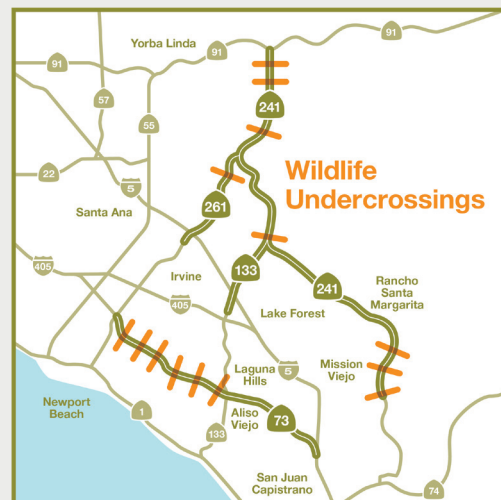 Yorba Linda
91
91
91
57
55
241
22
5
Wildlife
Undercrossings
Santa Ana
261
405
Irvine
133
241
Rancho
Santa
Margarita
405
Lake Forest
Laguna
Hills
5
Mission
Viejo
Newport
Beach
1
Aliso
Viejo
73
133
San Juan
Capistrano
74